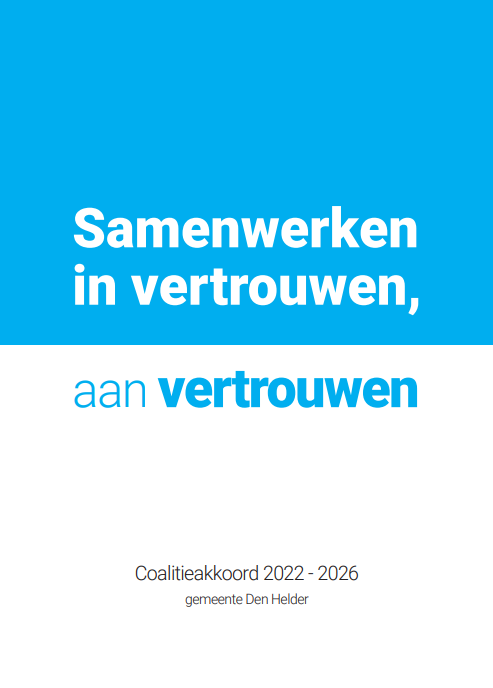 Samenwerken
in vertrouwen,
aan vertrouwen
Coalitieakkoord 2022 - 2026
gemeente Den Helder